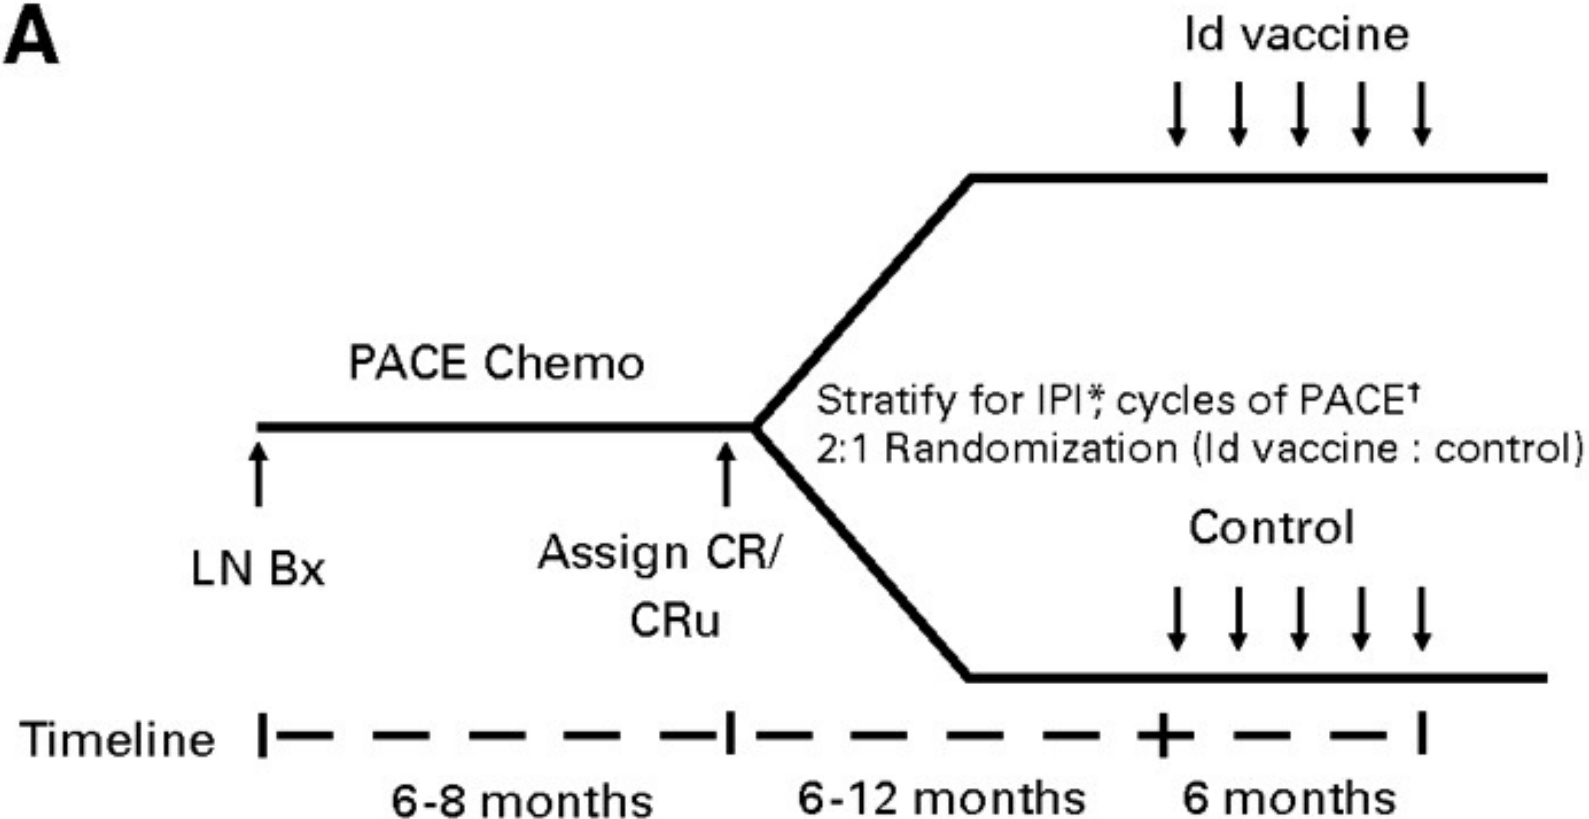 A
Id vaccine
PACE Chemo
Stratify for IPI*, cycles of PACE†
2:1 Randomization (Id vaccine : control)
LN Bx
Assign CR/
CRu
Control
Timeline
6-8 months
6-12 months
6 months